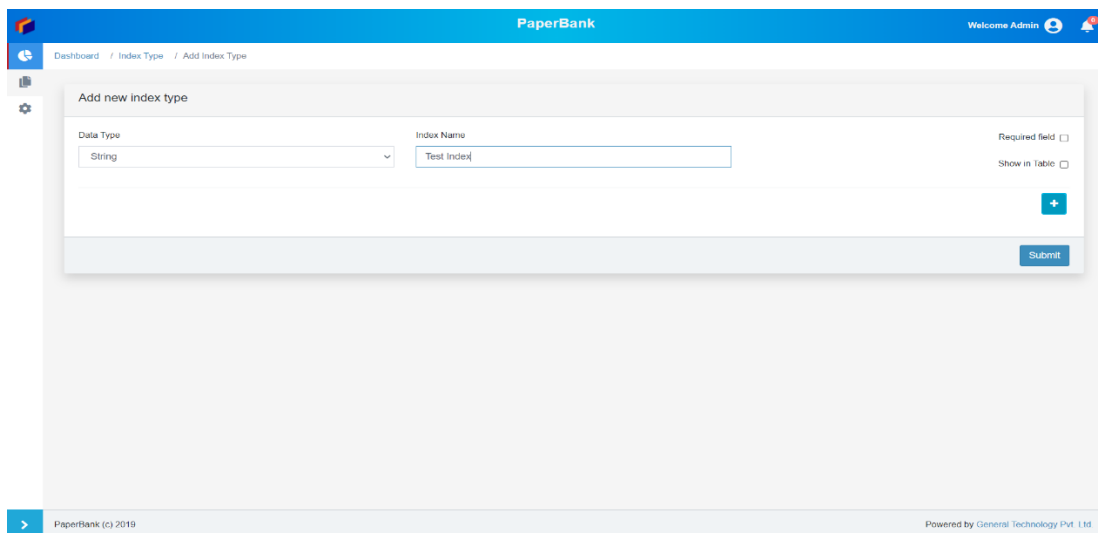 PaperBank
Welcome Admin
0
Dashboard / Index Type / Add Index Type
Add new index type
Data Type
Index Name
Required field
String
Test Index
Show in Table
+
Submit
PaperBank (c) 2019
Powered by General Technology Pvt. Ltd